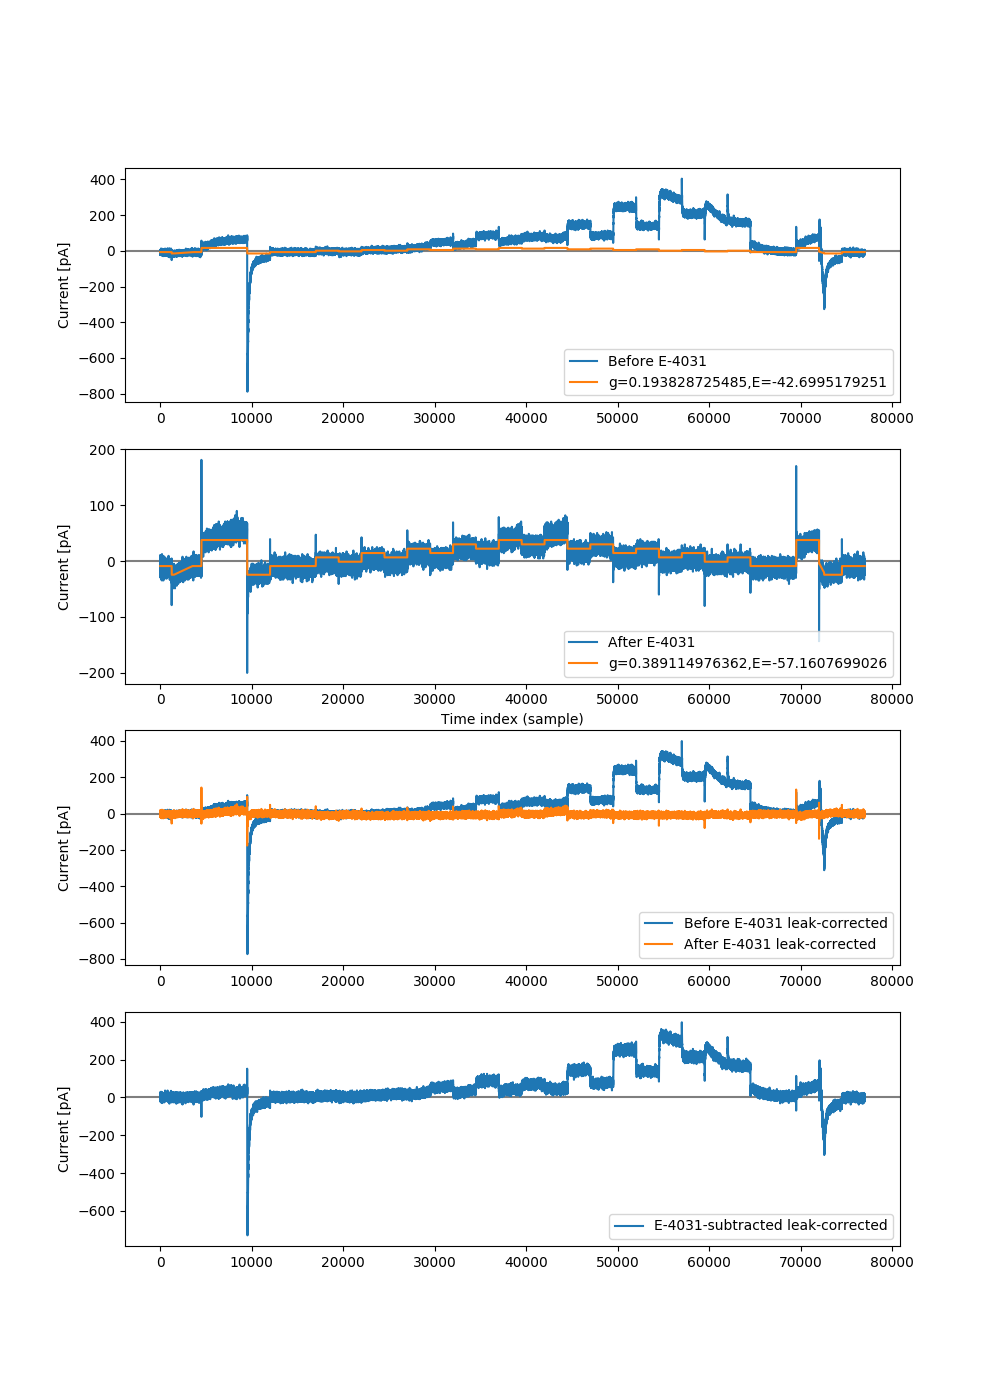 400
200
0
−200
−400
−600
−800
Current [pA]
Before E-4031
g=0.193828725485,E=-42.6995179251
0 10000 20000 30000 40000 50000 60000 70000 80000
200
100
0
−100
−200
Current [pA]
After E-4031
g=0.389114976362,E=-57.1607699026
0 10000 20000 30000 40000 50000 60000 70000 80000
Time index (sample)
400
200
0
−200
−400
−600
−800
Current [pA]
Before E-4031 leak-corrected
After E-4031 leak-corrected
0 10000 20000 30000 40000 50000 60000 70000 80000
400
200
0
−200
−400
−600
Current [pA]
E-4031-subtracted leak-corrected
0 10000 20000 30000 40000 50000 60000 70000 80000